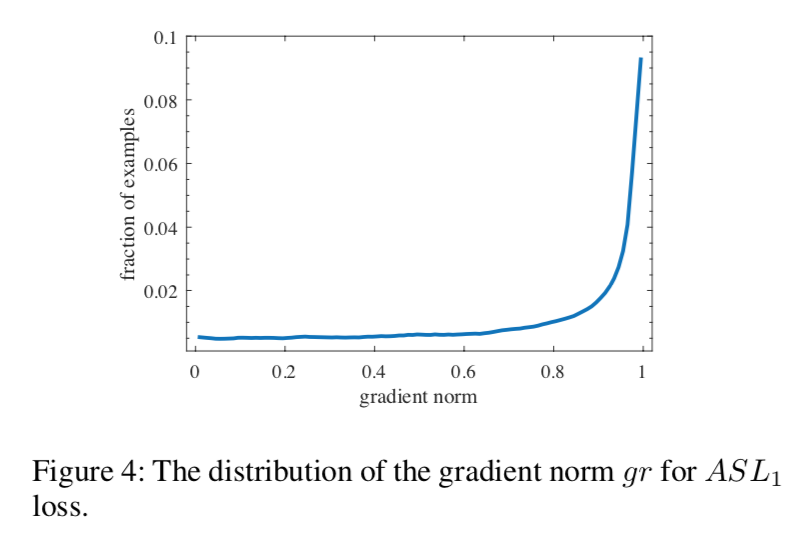 0.1
0.08
0.06
0.04
0.02
fraction of examples
0 0.2 0.4 0.6 0.8 1
gradient norm
Figure 4: The distribution of the gradient norm gr for ASL₁
loss.